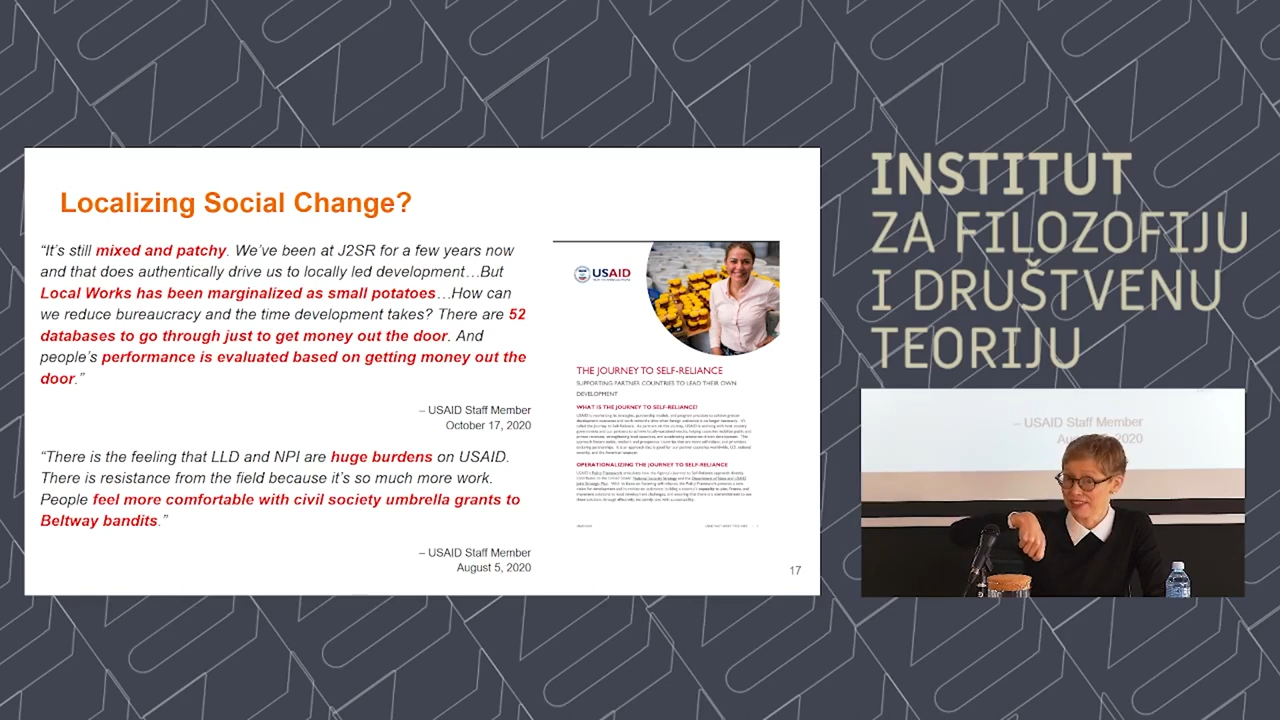 Localizing Social Change?
“It’s still mixed and patchy. We’ve been at J2SR for a few years now
nd that does authentically drive us to locally led development…But
Local Works has been marginalized as small potatoes…How can
we reduce bureaucracy and the time development takes? There are 52
databases to go through just to get money out the door. And
people’s performance is evaluated based on getting money out the
door.”
– USAID Staff Member
October 17, 2020
“There is the feeling that LLD and NPI are huge burdens on USAID.
There is resistance from the field because it’s so much more work.
People feel more comfortable with civil society umbrella grants to
Beltway bandits.”
– USAID Staff Member
August 5, 2020
USAID
THE JOURNEY TO SELF-RELIANCE
SUPPORTING PARTNER COUNTRIES TO LEAD THEIR OWN
DEVELOPMENT
WHAT IS THE JOURNEY TO SELF-RELIANCE?
OPERATIONALIZING THE JOURNEY TO SELF-RELIANCE
17
INSTITUT
ZA FILOZOFIJU
I DRUŠTVENU
TEORIJU
– USAID Staff Member
2020